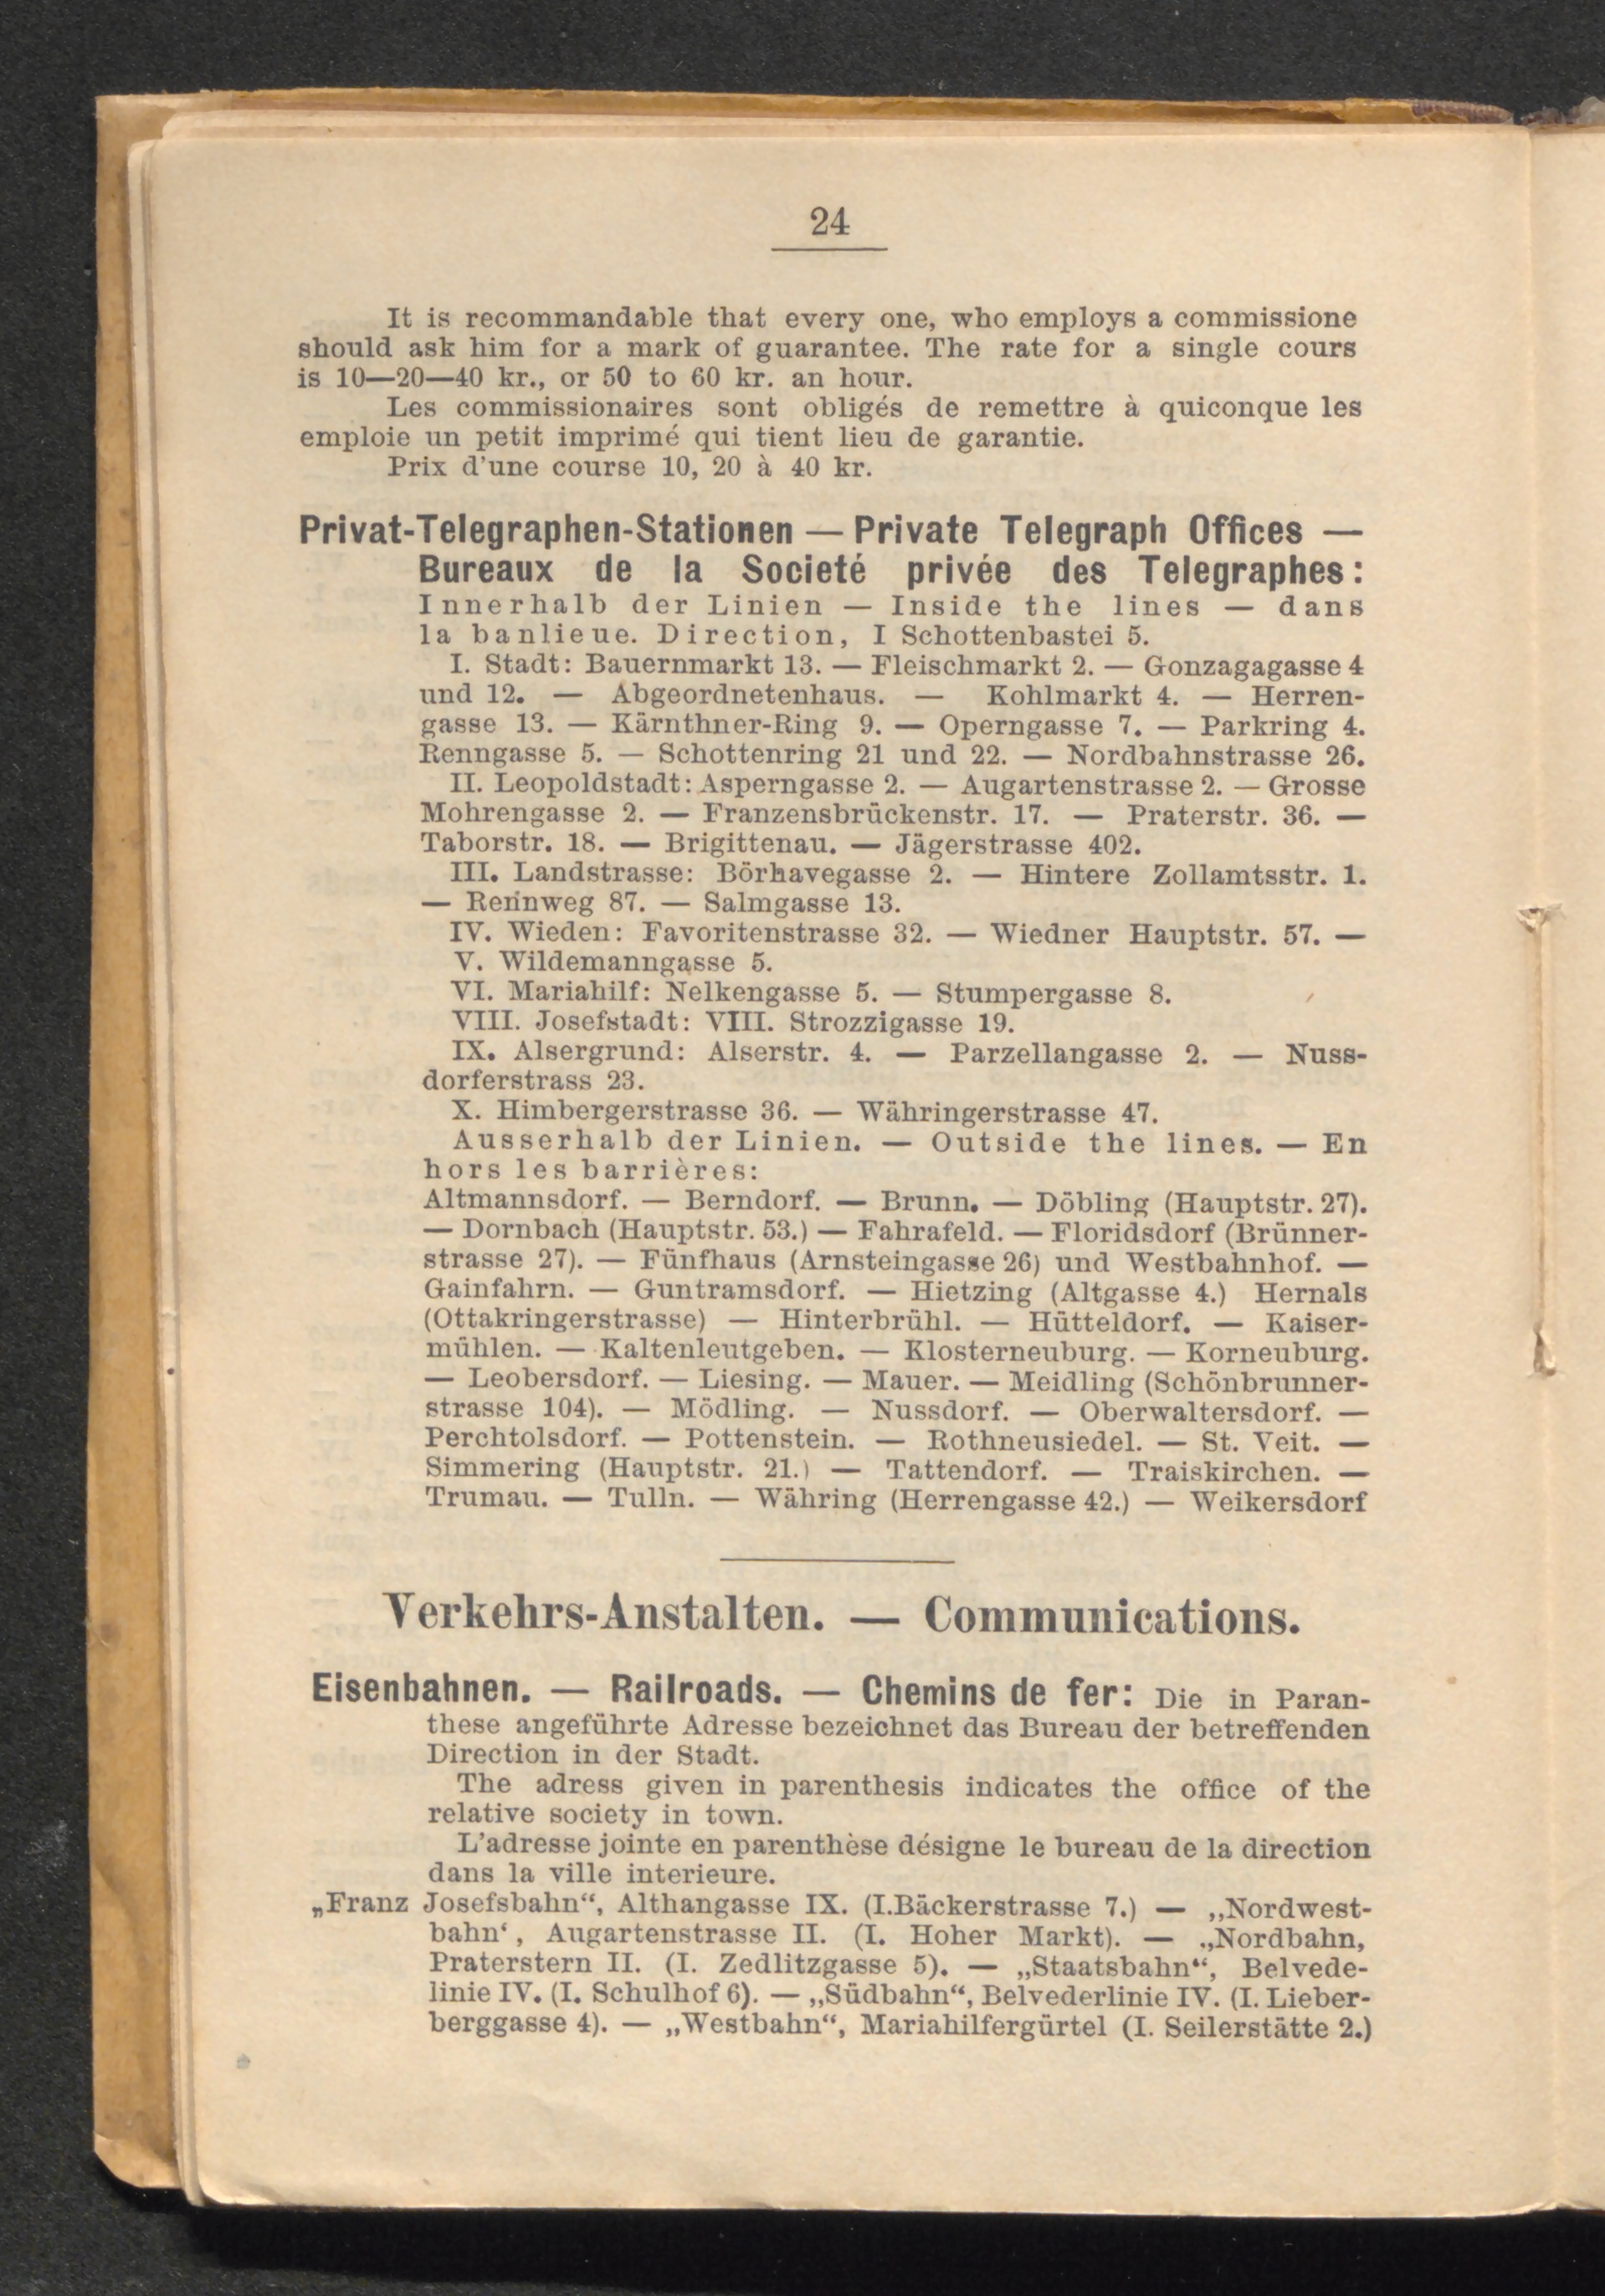 24
It is recommandable that every one, who employs a commissione
should ask him for a mark of guarantee. The rate for a single cours
is 10—20—40 kr., or 50 to 60 kr. an hour.
Les commissionaires sont obligés de remettre à quiconque les
emploie un petit imprimé qui tient lieu de garantie.
Prix d'une course 10, 20 à 40 kr.
Privat-Telegraphen-Stationen — Private Telegraph Offices —
Bureaux de la Societé privée des Telegraphes:
Innerhalb der Linien — Inside the lines — dans
la banlieue. Direction, I Schottenbastei 5.
I. Stadt: Bauernmarkt 13. — Fleischmarkt 2. — Gonzagagasse 4
und 12. — Abgeordnetenhaus. — Kohlmarkt 4. — Herren-
gasse 13. — Kärnthner-Ring 9. — Operngasse 7. — Parkring 4.
Renngasse 5. — Schottenring 21 und 22. — Nordbahnstrasse 26.
II. Leopoldstadt: Asperngasse 2. — Augartenstrasse 2. — Grosse
Mohrengasse 2. — Franzensbrückenstr. 17. — Praterstr. 36. —
Taborstr. 18. — Brigittenau. — Jägerstrasse 402.
III. Landstrasse: Börhavegasse 2. — Hintere Zollamtsstr. 1.
— Rennweg 87. — Salmgasse 13.
IV. Wieden: Favoritenstrasse 32. — Wiedner Hauptstr. 57. —
V. Wildemanngasse 5.
VI. Mariahilf: Nelkengasse 5. — Stumpergasse 8.
VIII. Josefstadt: VIII. Strozzigasse 19.
IX. Alsergrund: Alserstr. 4. — Parzellangasse 2. — Nuss-
dorferstrass 23.
X. Himbergerstrasse 36. — Währingerstrasse 47.
Ausserhalb der Linien. — Outside the lines. — En
hors les barrières:
Altmannsdorf. — Berndorf. — Brunn. — Döbling (Hauptstr. 27).
— Dornbach (Hauptstr. 53.) — Fahrafeld. — Floridsdorf (Brünner-
strasse 27). — Fünfhaus (Arnsteingasse 26) und Westbahnhof. —
Gainfahrn. — Guntramsdorf. — Hietzing (Altgasse 4.) Hernals
(Ottakringerstrasse) — Hinterbrühl. — Hütteldorf. — Kaiser-
mühlen. — Kaltenleutgeben. — Klosterneuburg. — Korneuburg.
— Leobersdorf. — Liesing. — Mauer. — Meidling (Schönbrunner-
strasse 104). — Mödling. — Nussdorf. — Oberwaltersdorf. —
Perchtolsdorf. — Pottenstein. — Rothneusiedel. — St. Veit. —
Simmering (Hauptstr. 21.) — Tattendorf. — Traiskirchen. —
Trumau. — Tulln. — Währing (Herrengasse 42.) — Weikersdorf
Verkehrs-Anstalten. — Communications.
Eisenbahnen. — Railroads. — Chemins de fer: Die in Paran-
these angeführte Adresse bezeichnet das Bureau der betreffenden
Direction in der Stadt.
The adress given in parenthesis indicates the office of the
relative society in town.
L'adresse jointe en parenthèse désigne le bureau de la direction
dans la ville interieure.
„Franz Josefsbahn“, Althangasse IX. (I.Bäckerstrasse 7.) — ,,Nordwest-
bahn‘, Augartenstrasse II. (I. Hoher Markt). — „Nordbahn,
Praterstern II. (I. Zedlitzgasse 5). — „Staatsbahn“, Belvede-
linie IV. (I. Schulhof 6). — „Südbahn“, Belvederlinie IV. (I. Lieber-
berggasse 4). — „Westbahn“, Mariahilfergürtel (I. Seilerstätte 2.)